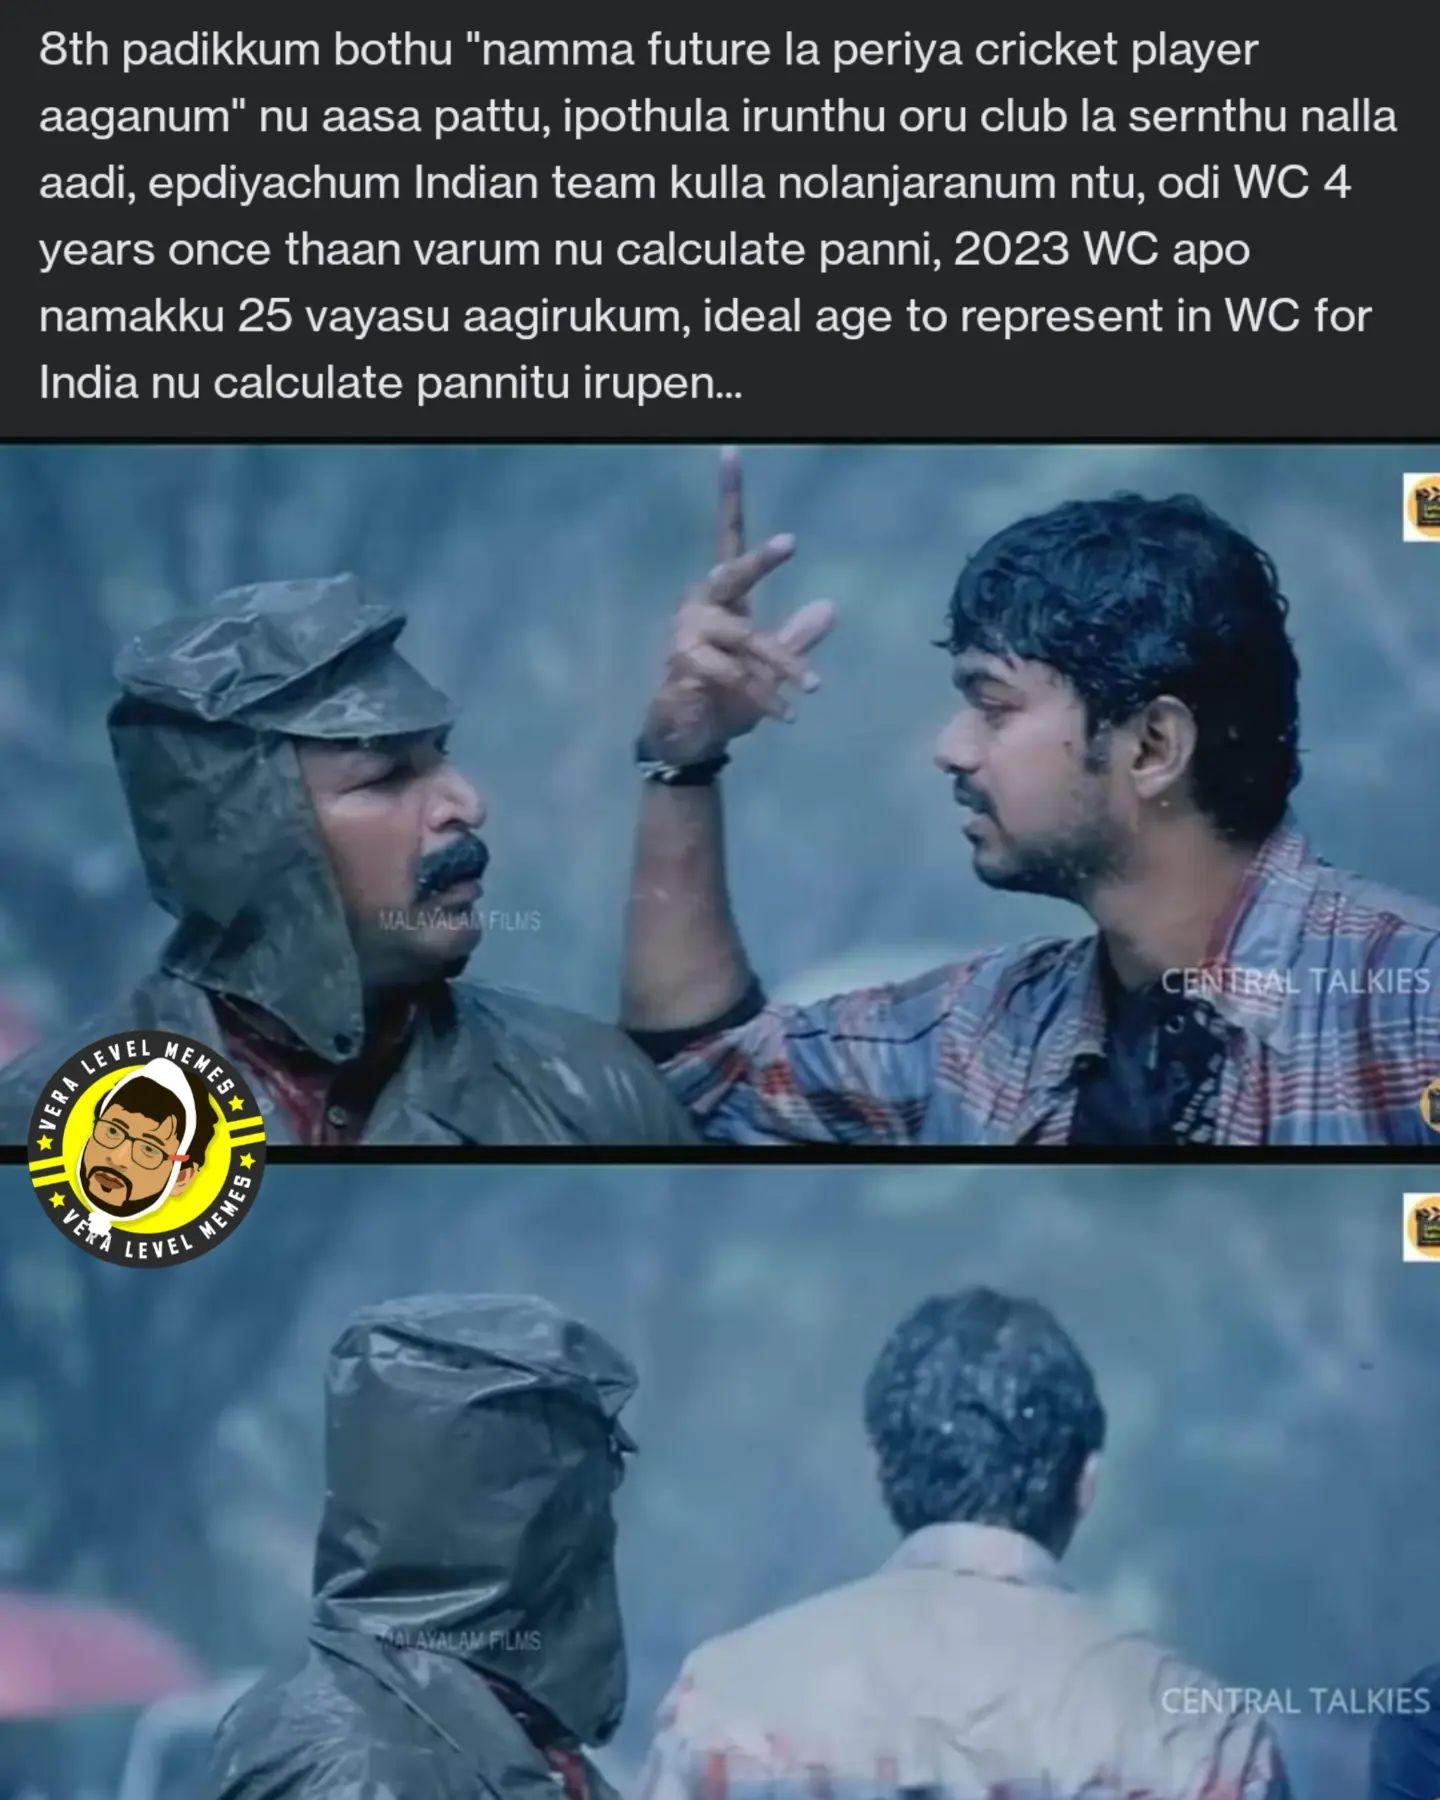 8th padikkum bothu "namma future la periya cricket player
aaganum" nu aasa pattu, ipothula irunthu oru club la sernthu nalla
aadi, epdiyachum Indian team kulla nolanjaranum ntu, odi WC 4
years once thaan varum nu calculate panni, 2023 WC apo
namakku 25 vayasu aagirukum, ideal age to represent in WC for
India nu calculate pannitu irupen...
MALAYALAM FILMS
CENTRAL TALKIES
VERA LEVEL MEMES
VERA LEVEL MEMES
MALAYALAM FILMS
CENTRAL TALKIES